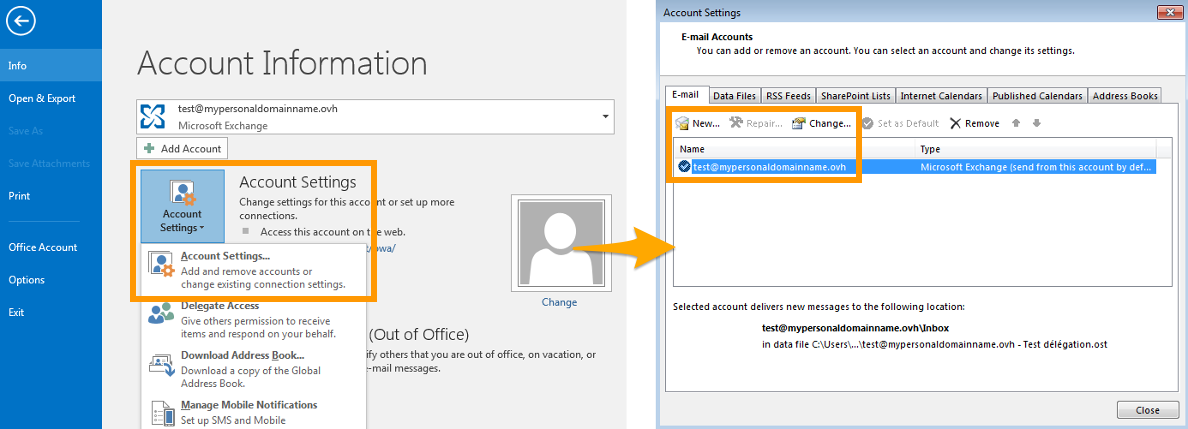 Info
Open & Export
Save As
Save Attachments
Print
Office Account
Options
Exit
Account Information
test@mypersonaldomainname.ovh
Microsoft Exchange
Add Account
Account
Settings
Account Settings
Change settings for this account or set up more
connections.
Access this account on the web.
/owa/
Change
Account Settings...
Add and remove accounts or
change existing connection settings.
Delegate Access
Give others permission to receive
items and respond on your behalf.
Download Address Book...
Download a copy of the Global
Address Book.
Manage Mobile Notifications
Set up SMS and Mobile
(Out of Office)
others that you are out of office, on vacation, or
e-mail messages.
Account Settings
E-mail Accounts
You can add or remove an account. You can select an account and change its settings.
E-mail Data Files RSS Feeds SharePoint Lists Internet Calendars Published Calendars Address Books
New... Repair... Change... Set as Default Remove
Name Type
test@mypersonaldomainname.ovh Microsoft Exchange (send from this account by def...
Selected account delivers new messages to the following location:
test@mypersonaldomainname.ovh\Inbox
in data file C:\Users\...\test@mypersonaldomainname.ovh - Test délégation.ost
Close